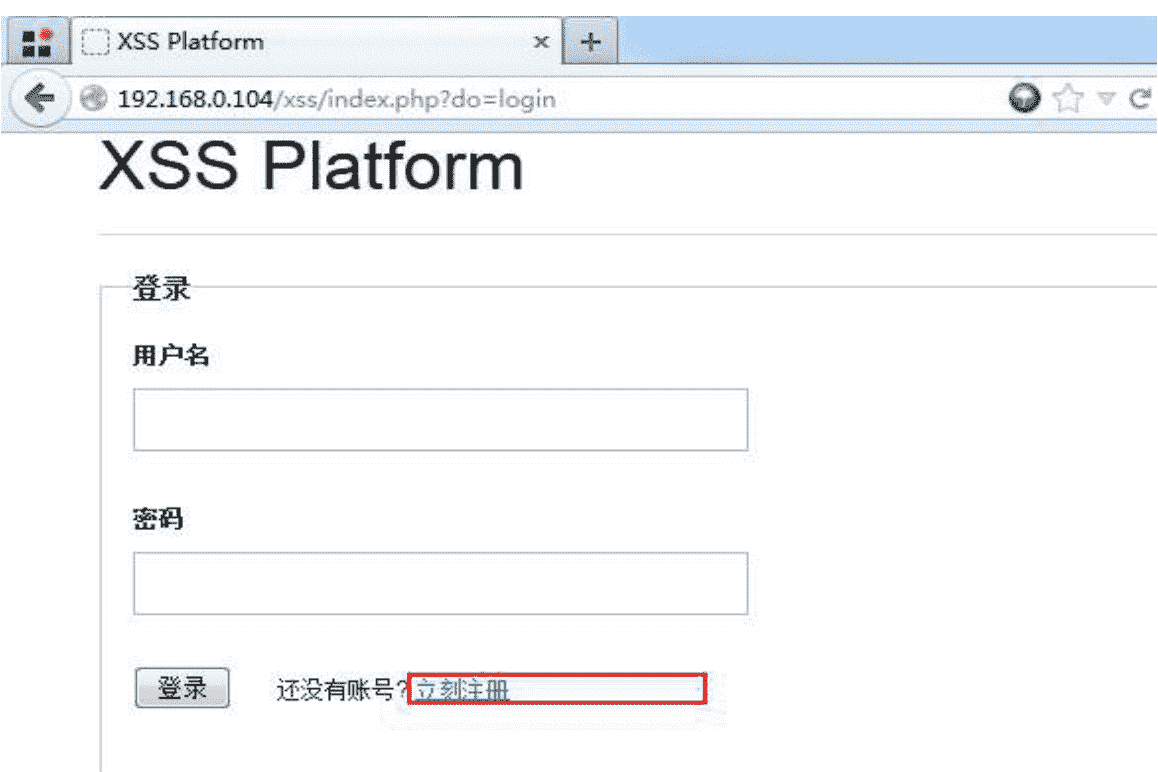 XSS Platform
192.168.0.104/xss/index.php?do=login
XSS Platform
登录
用户名
密码
登录 还没有账号?立刻注册